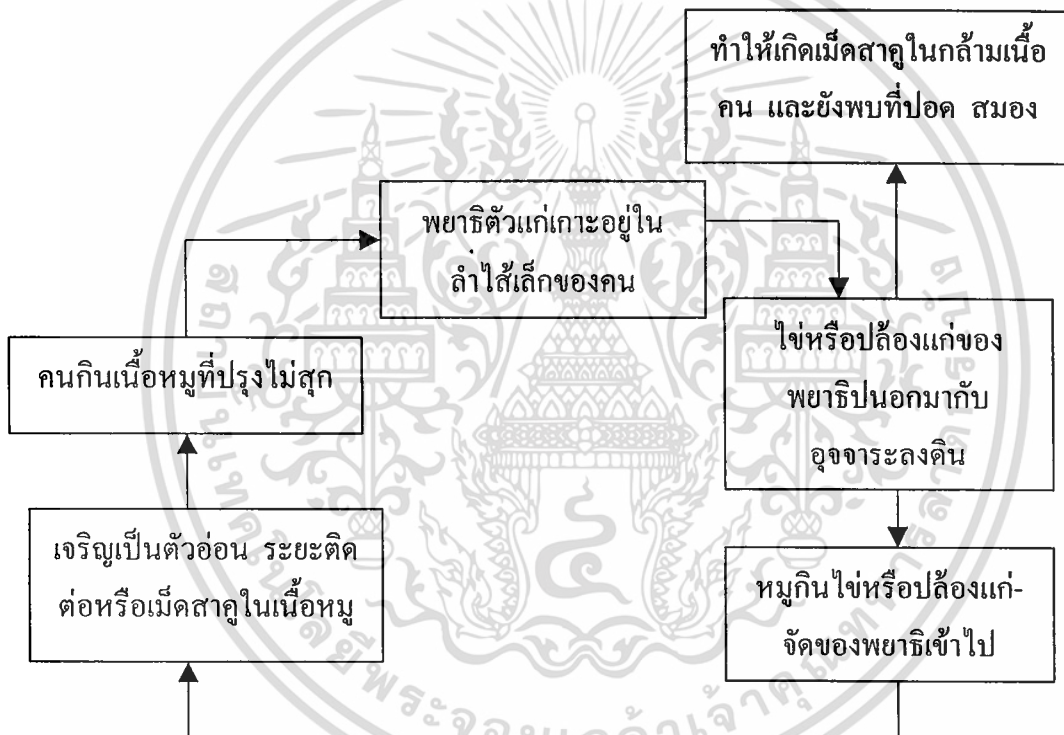 ทำให้เกิดเม็ดสาคูในกล้ามเนื้อ
คน และยังพบที่ปอด สมอง
พยาธิตัวแก่เกาะอยู่ใน
ลำไส้เล็กของคน
ไข่หรือปล้องแก่ของ
พยาธิปนออกมากับ
อุจจาระลงดิน
คนกินเนื้อหมูที่ปรุงไม่สุก
เจริญเป็นตัวอ่อน ระยะติด
ต่อหรือเม็ดสาคูในเนื้อหมู
หมูกินไข่หรือปล้องแก่-
จัดของพยาธิเข้าไป